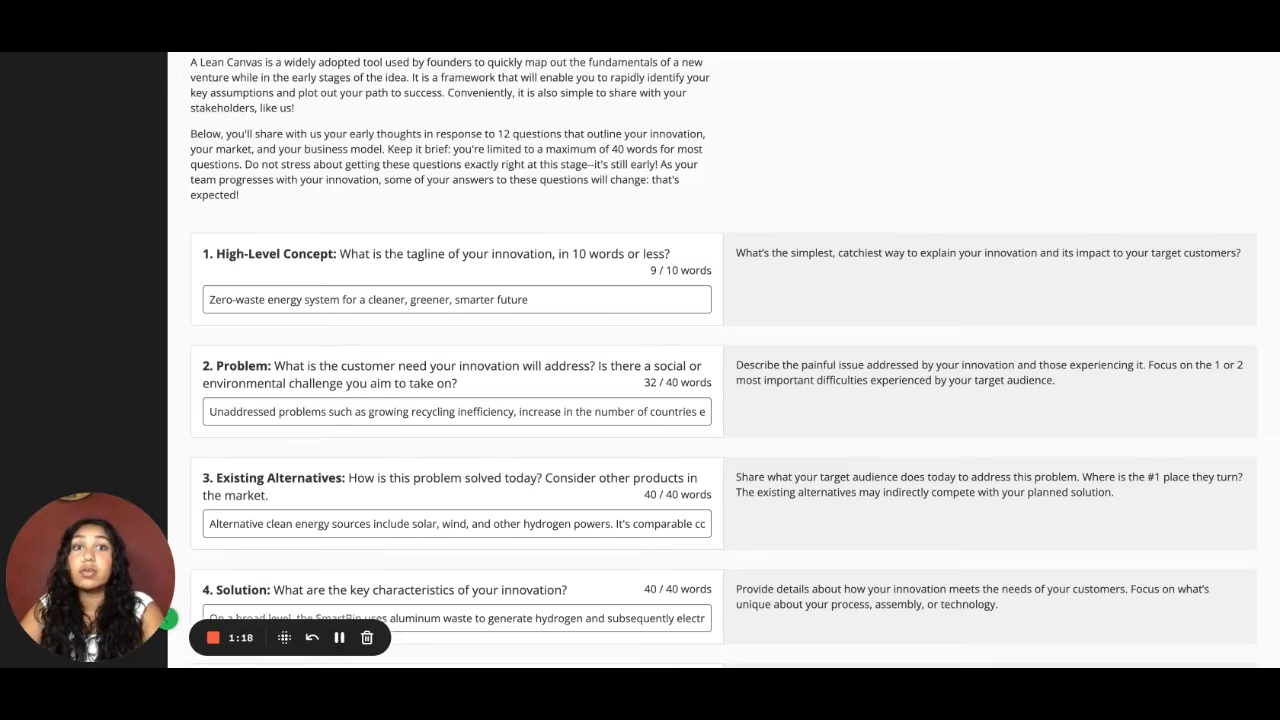 A Lean Canvas is a widely adopted tool used by founders to quickly map out the fundamentals of a new
venture while in the early stages of the idea. It is a framework that will enable you to rapidly identify your
key assumptions and plot out your path to success. Conveniently, it is also simple to share with your
stakeholders, like us!
Below, you'll share with us your early thoughts in response to 12 questions that outline your innovation,
your market, and your business model. Keep it brief: you're limited to a maximum of 40 words for most
questions. Do not stress about getting these questions exactly right at this stage--it's still early! As your
team progresses with your innovation, some of your answers to these questions will change: that's
expected!
1. High-Level Concept: What is the tagline of your innovation, in 10 words or less?
9 / 10 words
Zero-waste energy system for a cleaner, greener, smarter future
What's the simplest, catchiest way to explain your innovation and its impact to your target customers?
2. Problem: What is the customer need your innovation will address? Is there a social or
environmental challenge you aim to take on?
32 / 40 words
Unaddressed problems such as growing recycling inefficiency, increase in the number of countries e
Describe the painful issue addressed by your innovation and those experiencing it. Focus on the 1 or 2
most important difficulties experienced by your target audience.
3. Existing Alternatives: How is this problem solved today? Consider other products in
the market.
40 / 40 words
Alternative clean energy sources include solar, wind, and other hydrogen powers. It's comparable cc
Share what your target audience does today to address this problem. Where is the #1 place they turn?
The existing alternatives may indirectly compete with your planned solution.
4. Solution: What are the key characteristics of your innovation?
40 / 40 words
On a broad level, the SmartBin uses aluminum waste to generate hydrogen and subsequently electr
Provide details about how your innovation meets the needs of your customers. Focus on what's
unique about your process, assembly, or technology.
1:18